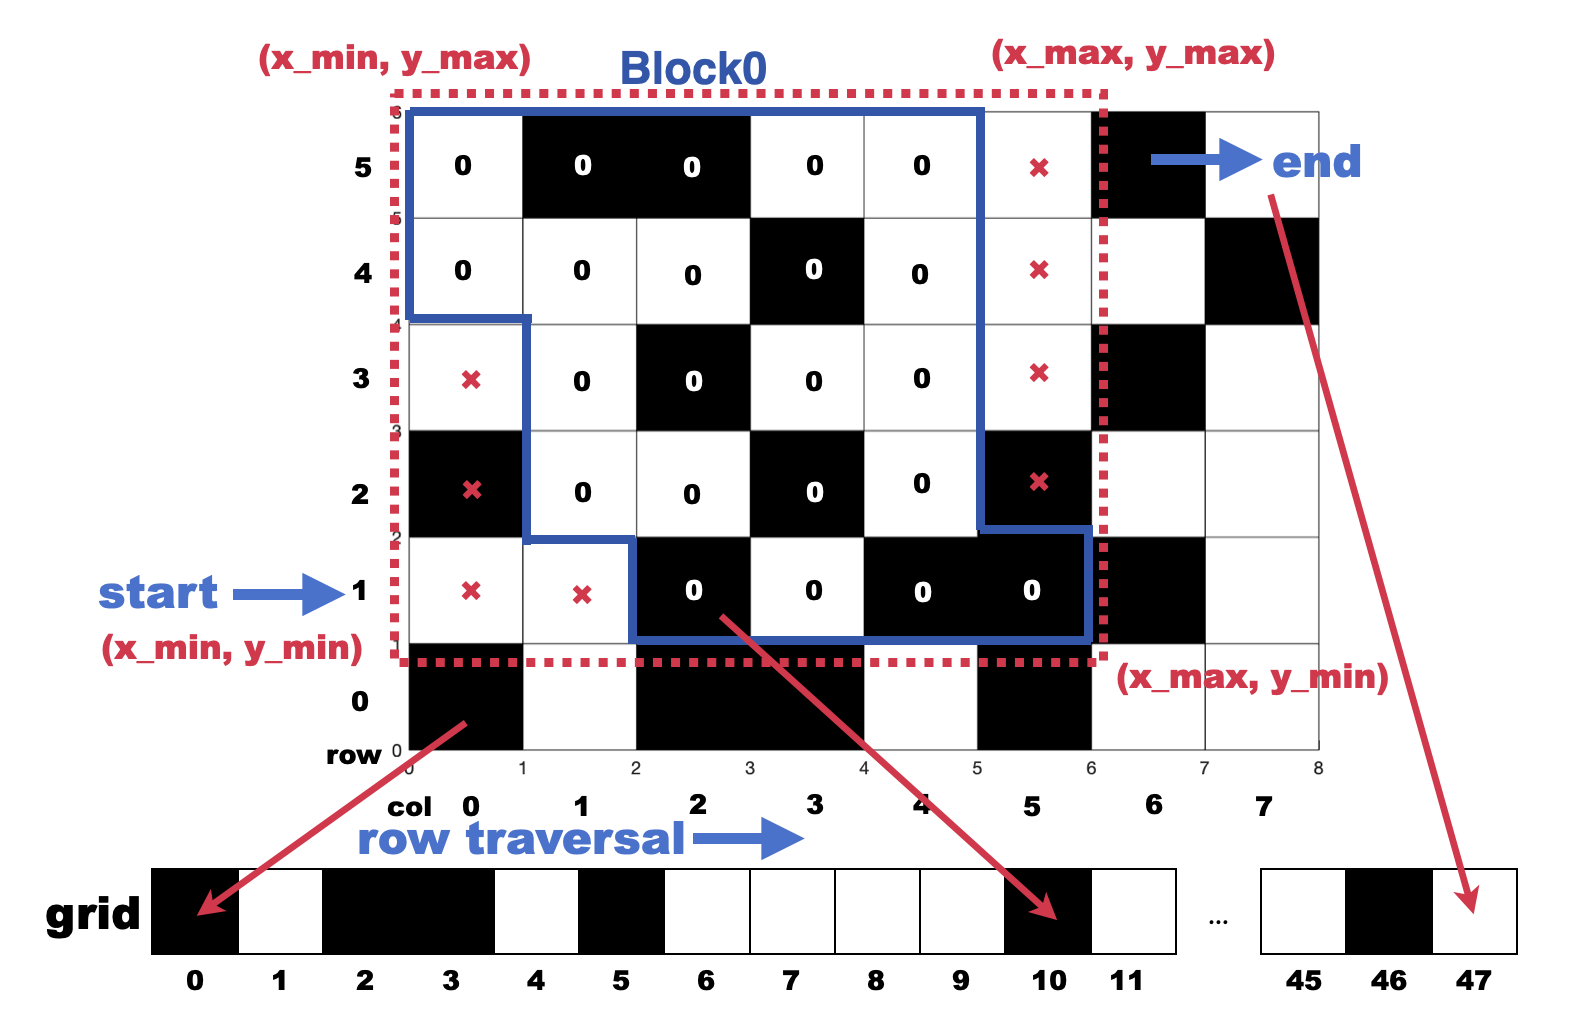 (x_min, y_max)
Block0
(x_max, y_max)
6
5 0 0 0 0 0 × end
5
4 0 0 0 0 0 ×
4
3 × 0 0 0 0 ×
3
2 × 0 0 0 0 ×
2
start 1 × × 0 0 0 0
(x_min, y_min)
1
(x_max, y_min)
0
row 0
0 1 2 3 4 5 6 7 8
col 0 1 2 3 4 5 6 7
row traversal
grid ...
0 1 2 3 4 5 6 7 8 9 10 11 45 46 47